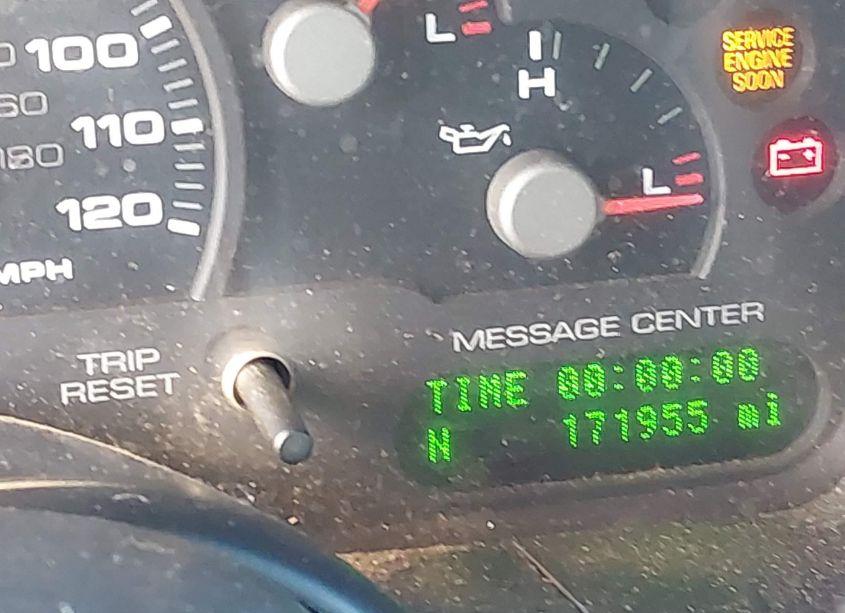 100
110
120
MPH
60
180
L
H
L
SERVICE
ENGINE
SOON
TRIP
RESET
MESSAGE CENTER
TIME 00:00:00
N 171955 mi